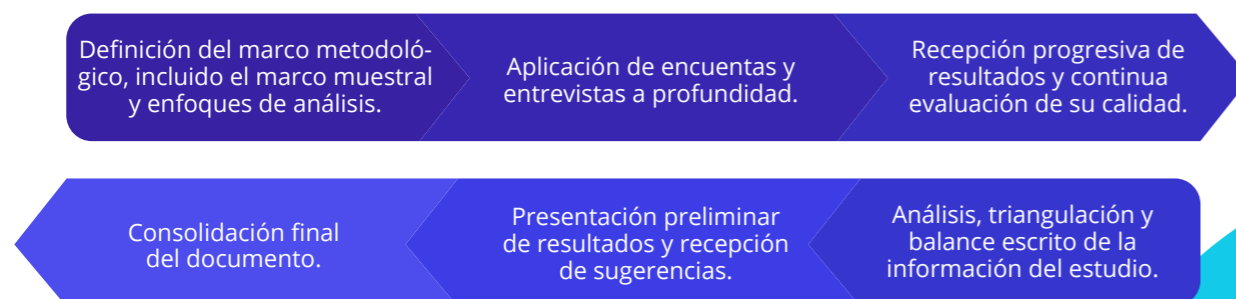 Definición del marco metodoló-
gico, incluido el marco muestral
y enfoques de análisis.
Aplicación de encuentas y
entrevistas a profundidad.
Recepción progresiva de
resultados y continua
evaluación de su calidad.
Análisis, triangulación y
balance escrito de la
información del estudio.
Presentación preliminar
de resultados y recepción
de sugerencias.
Consolidación final
del documento.